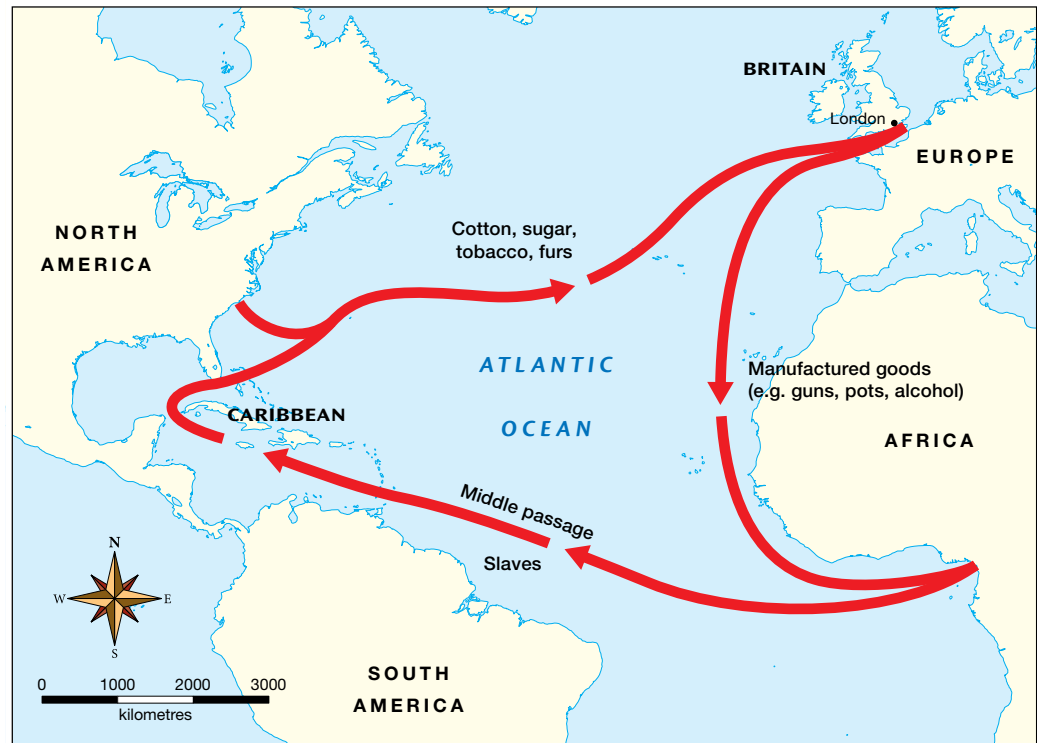 BRITAIN
London
EUROPE
NORTH
AMERICA
Cotton, sugar,
tobacco, furs
ATLANTIC
OCEAN
Manufactured goods
(e.g. guns, pots, alcohol)
CARIBBEAN
AFRICA
Middle passage
Slaves
N
W
E
S
SOUTH
AMERICA
0 1000 2000 3000
kilometres